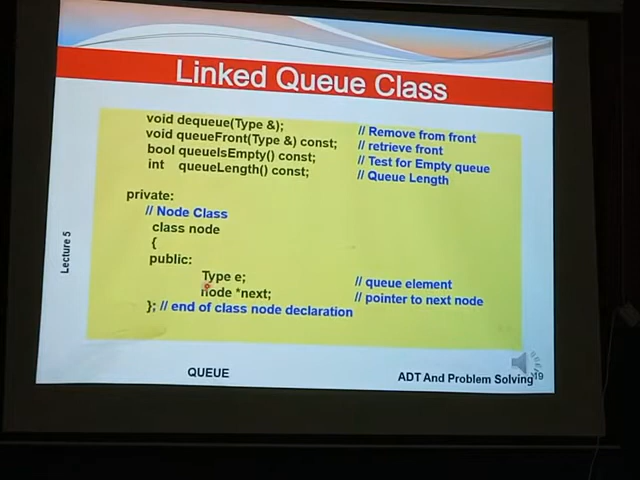 Linked Queue Class
void dequeue(Type &); // Remove from front
void queueFront(Type &) const; // retrieve front
bool queueIsEmpty() const; // Test for Empty queue
int queueLength() const; // Queue Length
private:
// Node Class
class node
{
public:
Type e; // queue element
node *next; // pointer to next node
}; // end of class node declaration
Lecture 5
QUEUE
ADT And Problem Solving 19